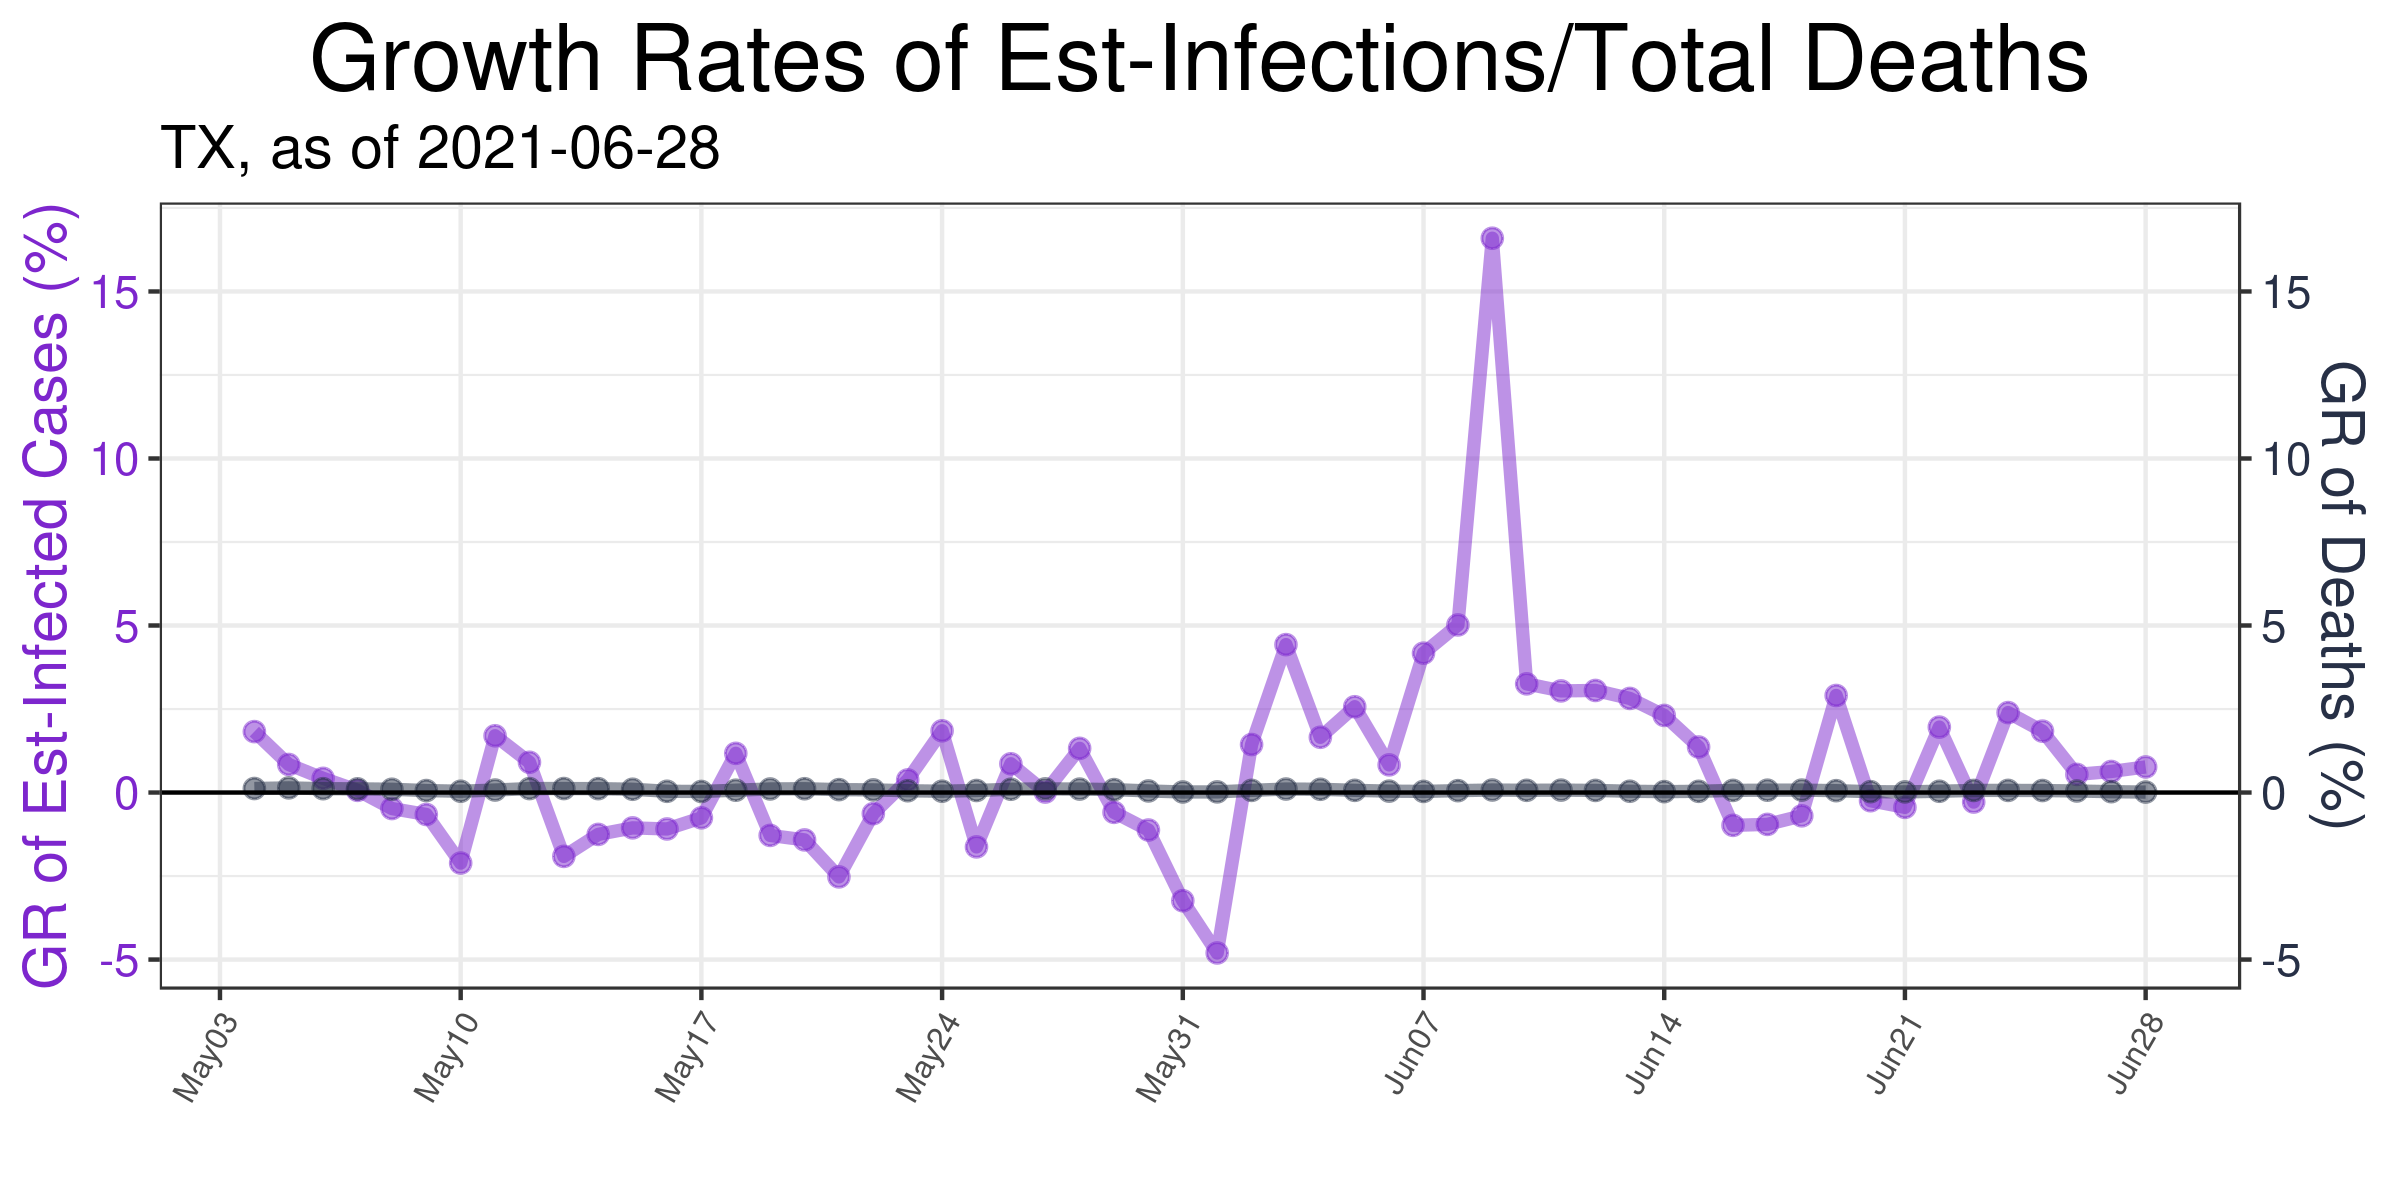 Growth Rates of Est-Infections/Total Deaths
TX, as of 2021-06-28
GR of Est-Infected Cases (%)
15
10
5
0
-5
15
10
5
0
-5
GR of Deaths (%)
May03
May10
May17
May24
May31
Jun07
Jun14
Jun21
Jun28